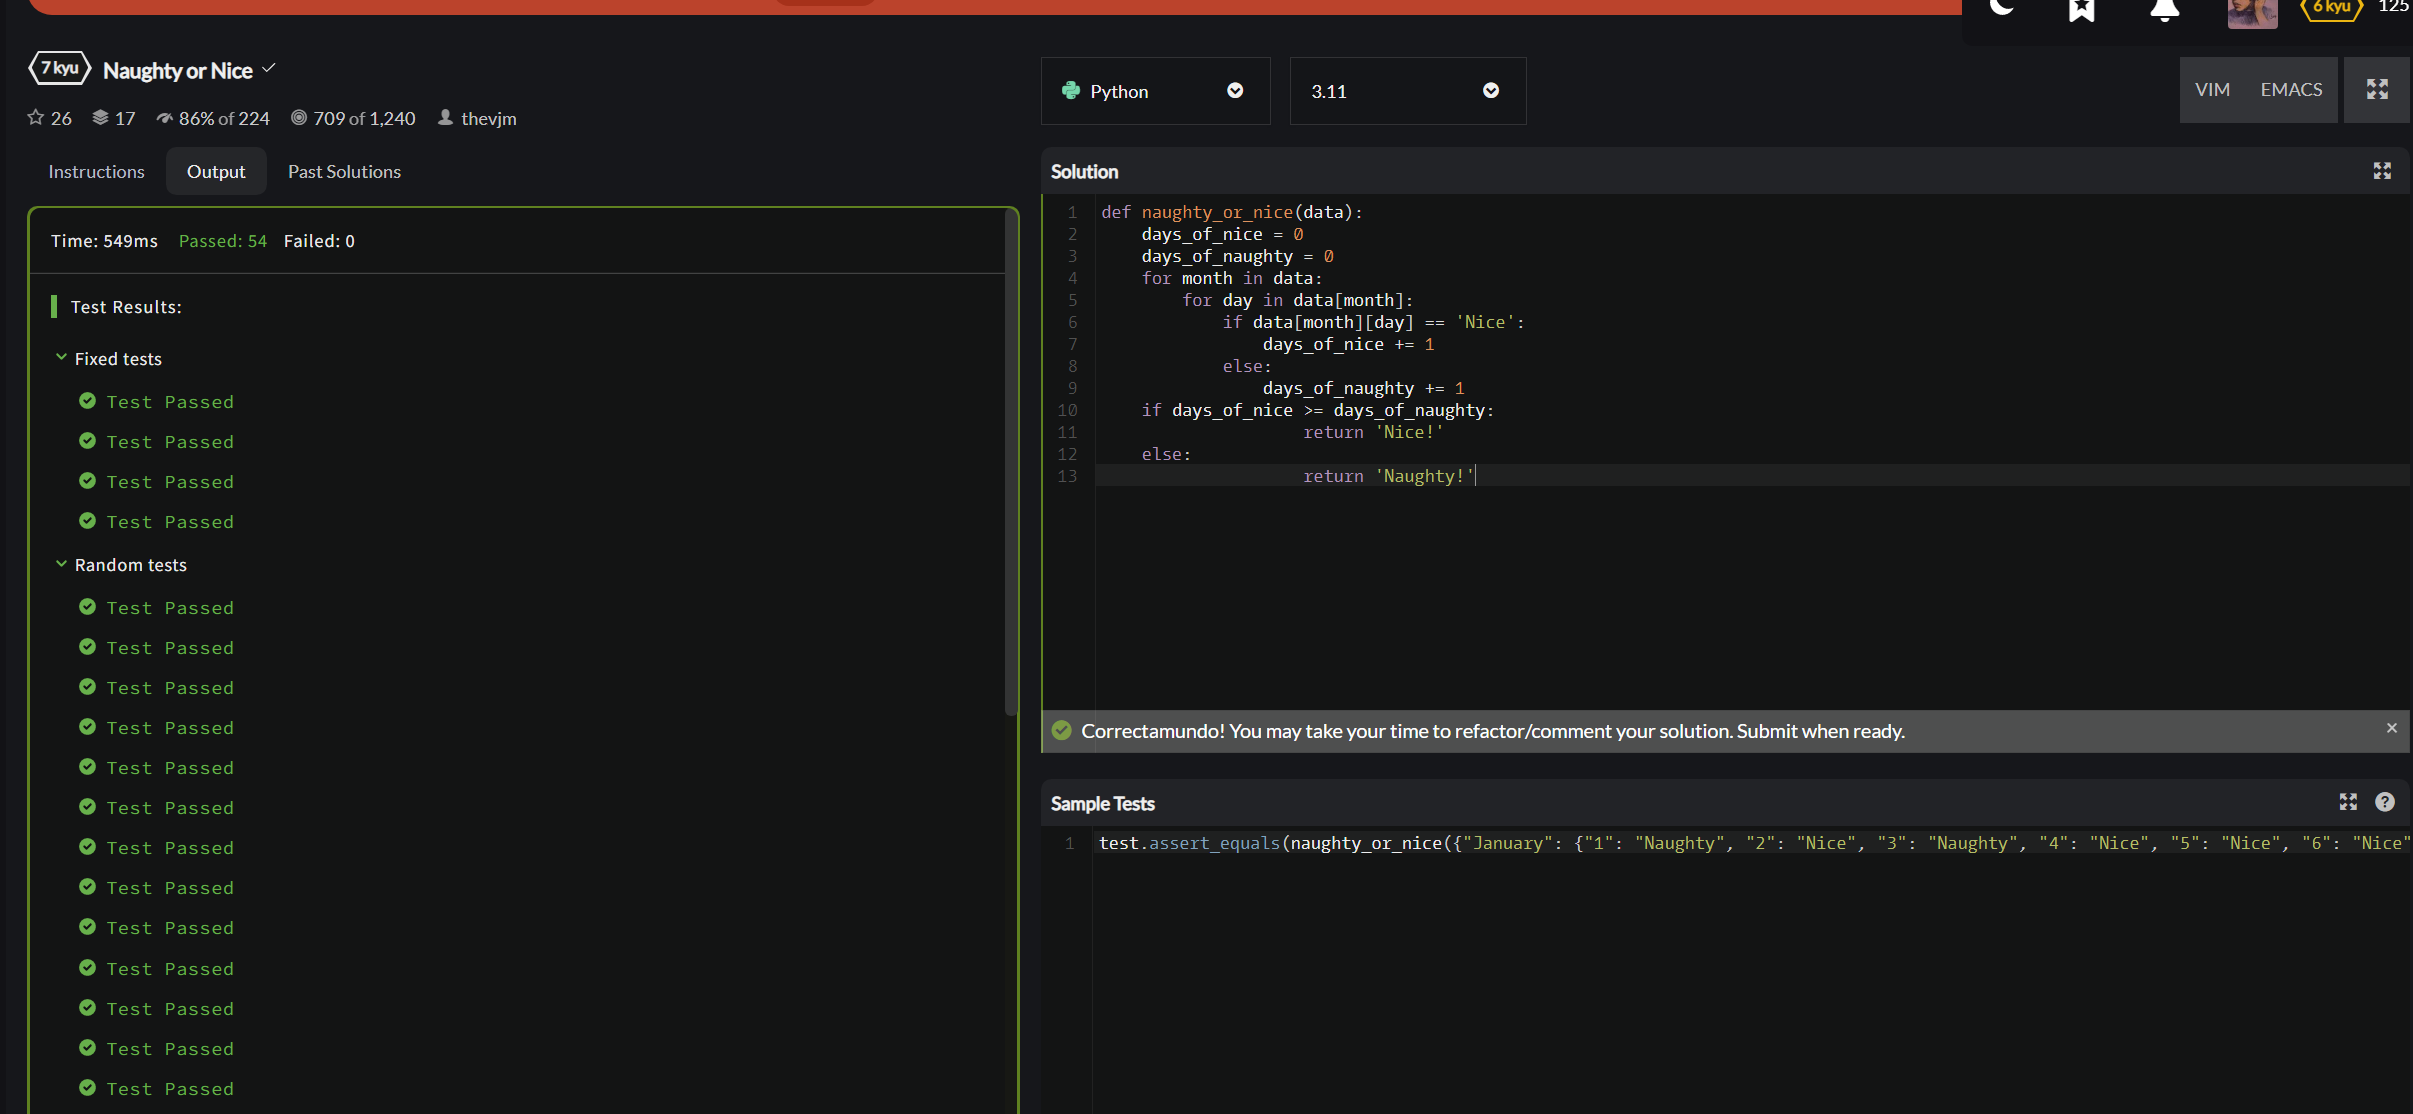 6 kyu 125
7 kyu Naughty or Nice
26 17 86% of 224 709 of 1,240 thevjm
Instructions Output Past Solutions
Time: 549ms Passed: 54 Failed: 0
Test Results:
Fixed tests
Test Passed
Test Passed
Test Passed
Test Passed
Random tests
Test Passed
Test Passed
Test Passed
Test Passed
Test Passed
Test Passed
Test Passed
Test Passed
Test Passed
Test Passed
Test Passed
Test Passed
Test Passed
Python 3.11 VIM EMACS
Solution
1 def naughty_or_nice(data):
2     days_of_nice = 0
3     days_of_naughty = 0
4     for month in data:
5         for day in data[month]:
6             if data[month][day] == 'Nice':
7                 days_of_nice += 1
8             else:
9                 days_of_naughty += 1
10     if days_of_nice >= days_of_naughty:
11                     return 'Nice!'
12     else:
13                     return 'Naughty!'
Correctamundo! You may take your time to refactor/comment your solution. Submit when ready.
Sample Tests
1 test.assert_equals(naughty_or_nice({"January": {"1": "Naughty", "2": "Nice", "3": "Naughty", "4": "Nice", "5": "Nice", "6": "Nice"